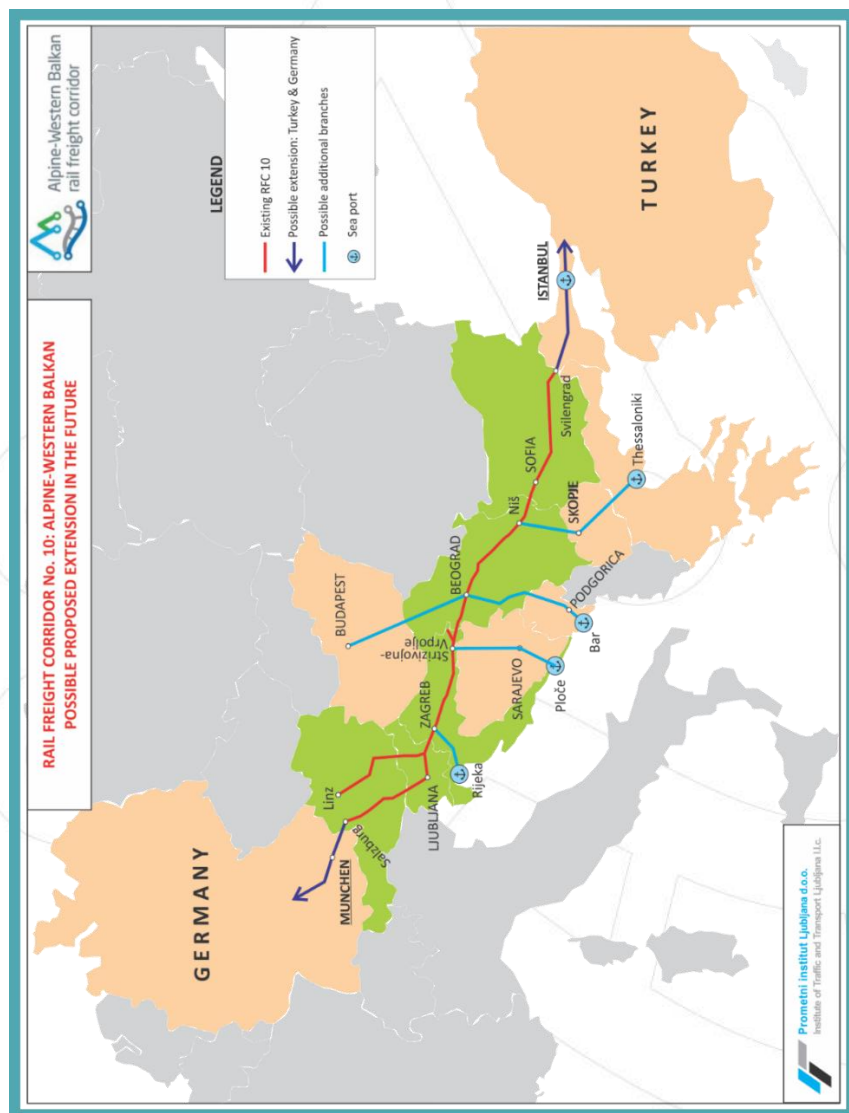 RAIL FREIGHT CORRIDOR No. 10: ALPINE-WESTERN BALKAN
POSSIBLE PROPOSED EXTENSION IN THE FUTURE
Alpine-Western Balkan
rail freight corridor
LEGEND
Existing RFC 10
Possible extension: Turkey & Germany
Possible additional branches
Sea port
GERMANY
MUNCHEN
Salzburg
Linz
LJUBLJANA
Rijeka
ZAGREB
BUDAPEST
Strizivojna-
Vrpolje
SARAJEVO
Ploče
BEOGRAD
PODGORICA
Bar
Niš
SKOPJE
SOFIA
Thessaloniki
Svilengrad
ISTANBUL
TURKEY
Prometni institut Ljubljana d.o.o.
Institute of Traffic and Transport Ljubljana l.l.c.